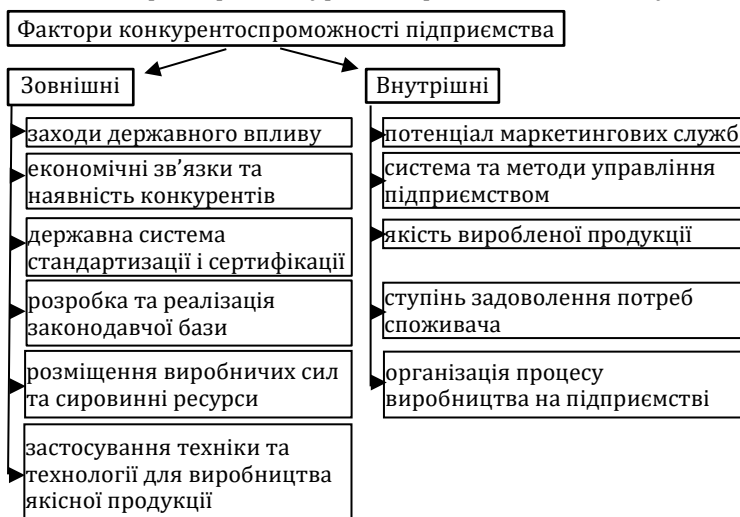 Фактори конкурентоспроможності підприємства
Зовнішні
заходи державного впливу
економічні зв’язки та
наявність конкурентів
державна система
стандартизації і сертифікації
розробка та реалізація
законодавчої бази
розміщення виробничих сил
та сировинні ресурси
застосування техніки та
технології для виробництва
якісної продукції
Внутрішні
потенціал маркетингових служб
система та методи управління
підприємством
якість виробленої продукції
ступінь задоволення потреб
споживача
організація процесу
виробництва на підприємстві